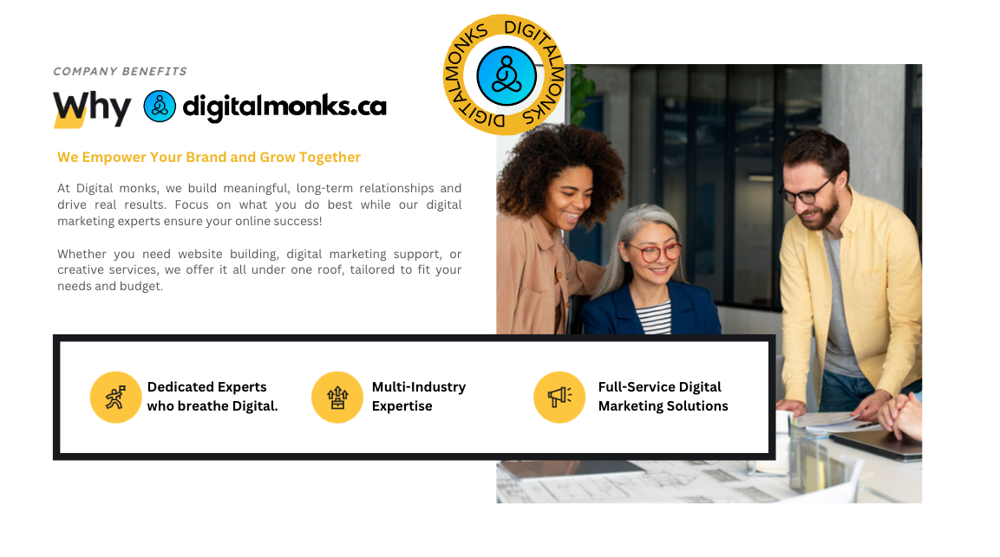 COMPANY BENEFITS
Why digitalmonks.ca
DIGITALMONKS DIGITALMONKS
We Empower Your Brand and Grow Together
At Digital monks, we build meaningful, long-term relationships and
drive real results. Focus on what you do best while our digital
marketing experts ensure your online success!
Whether you need website building, digital marketing support, or
creative services, we offer it all under one roof, tailored to fit your
needs and budget.
Dedicated Experts
who breathe Digital.
Multi-Industry
Expertise
Full-Service Digital
Marketing Solutions